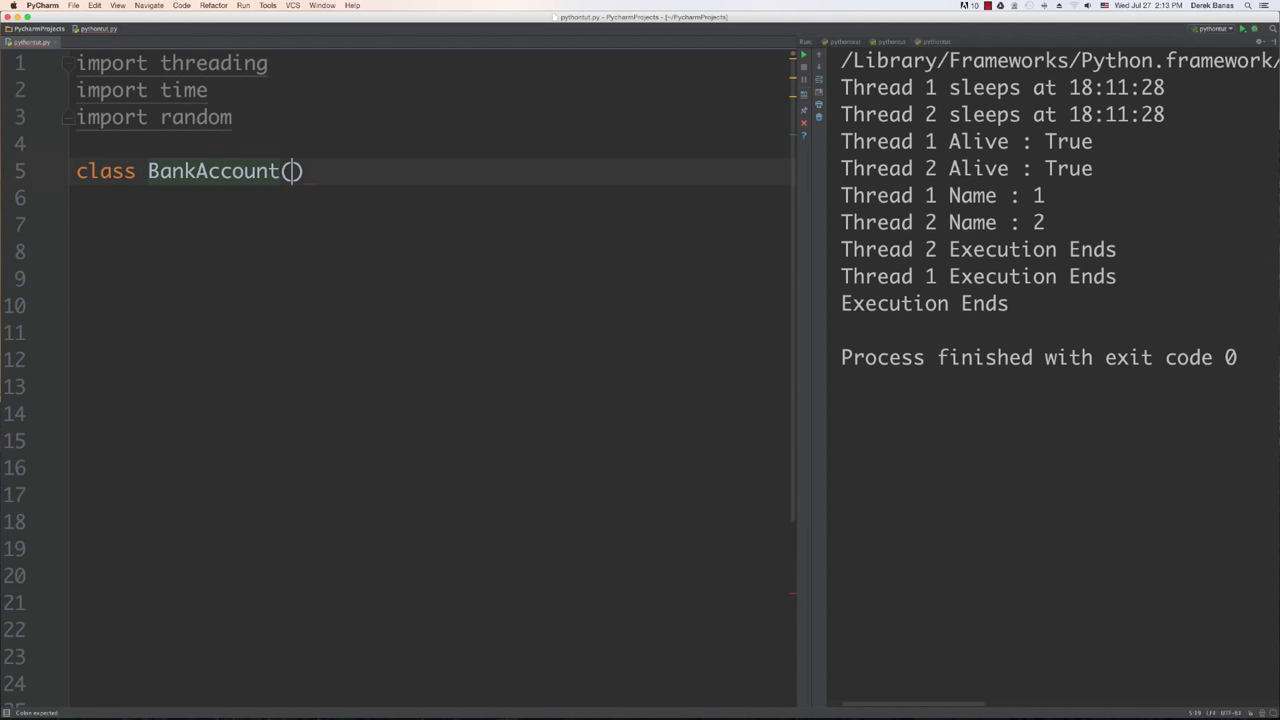 PyCharm File Edit View Navigate Code Refactor Run Tools VCS Window Help
10 Wed Jul 27 2:13 PM Derek Banas
pythontut.py - PycharmProjects - [~/PycharmProjects]
PycharmProjects pythontut.py
pythontut
pythontut.py
Run: pythontest pythontut pythontut
1 import threading
2 import time
3 import random
4
5 class BankAccount()
6
7
8
9
10
11
12
13
14
15
16
17
18
19
20
21
22
23
24
/Library/Frameworks/Python.framework/
Thread 1 sleeps at 18:11:28
Thread 2 sleeps at 18:11:28
Thread 1 Alive : True
Thread 2 Alive : True
Thread 1 Name : 1
Thread 2 Name : 2
Thread 2 Execution Ends
Thread 1 Execution Ends
Execution Ends
Process finished with exit code 0
Colon expected
5:19 LF‡ UTF-8‡